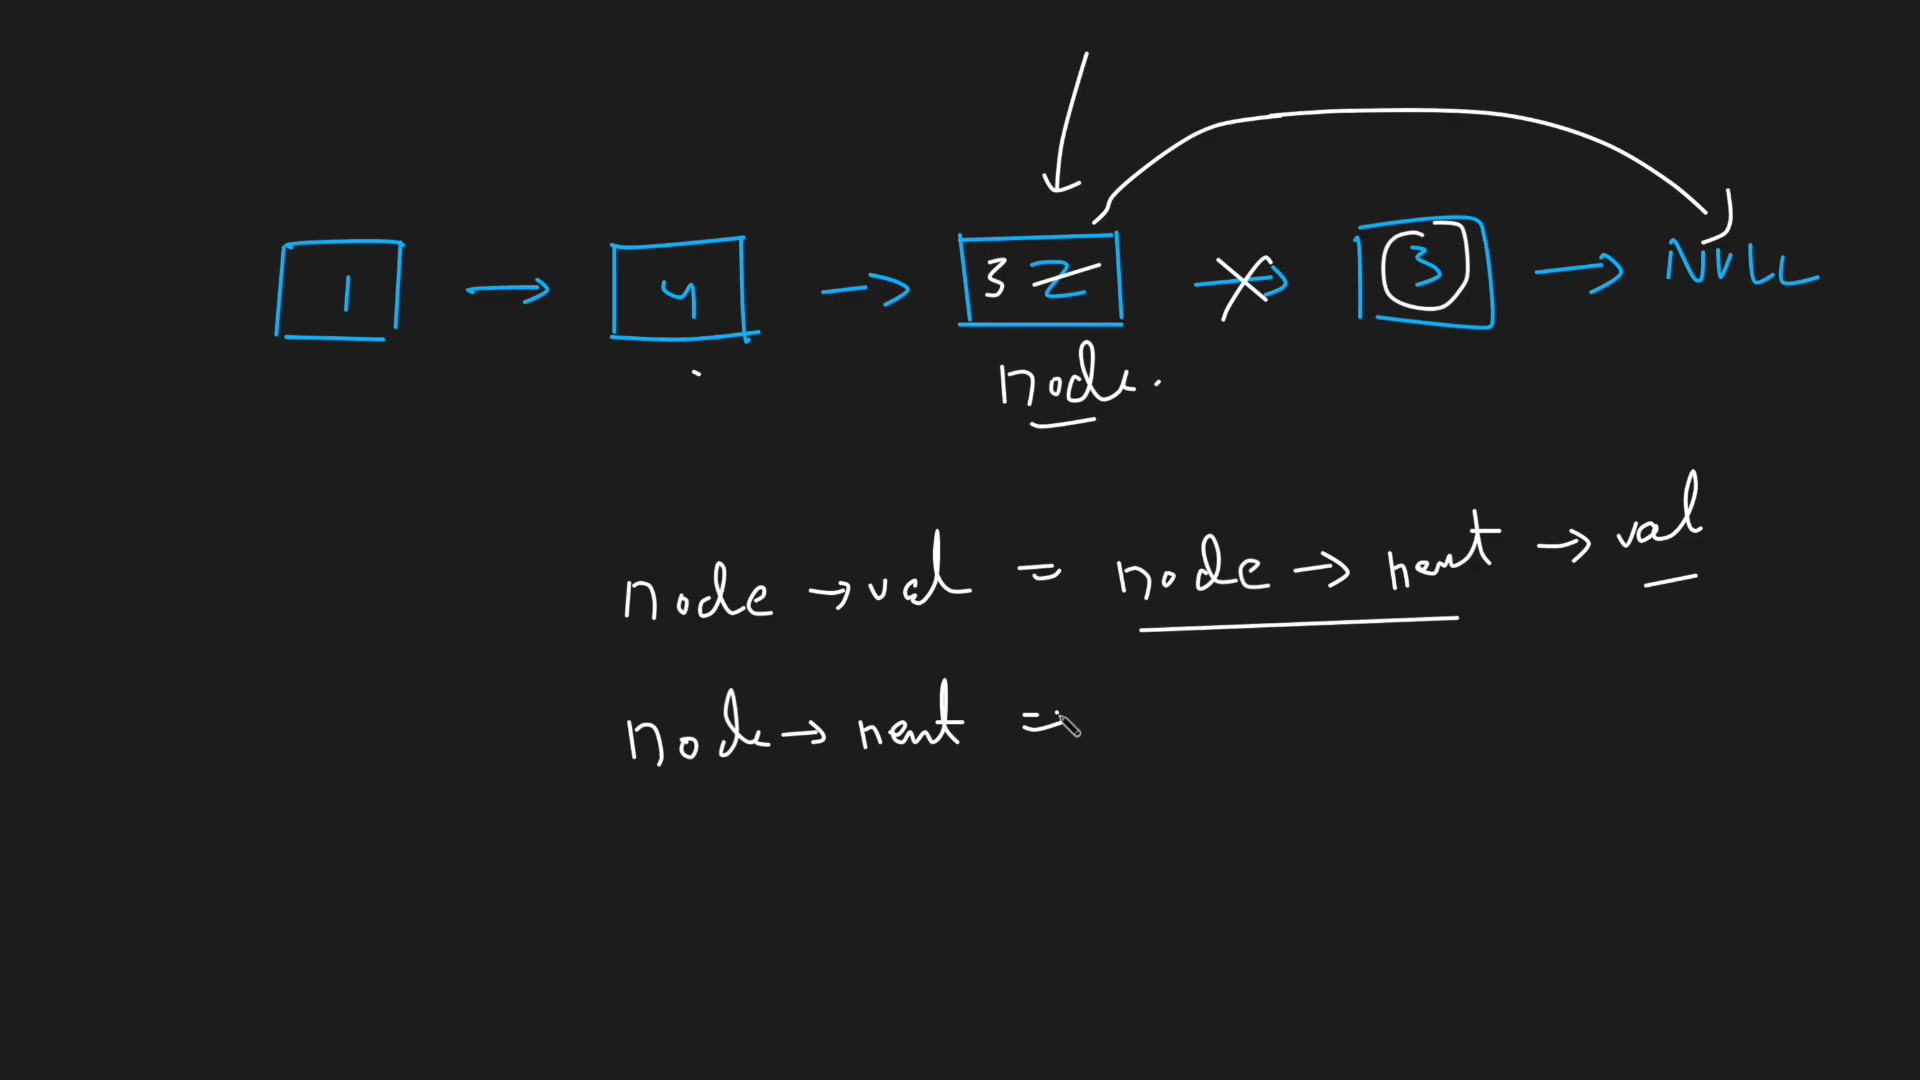 1 → 4 → 3 2 → 3 → NULL
node.
node → val = node → next → val
node → next =